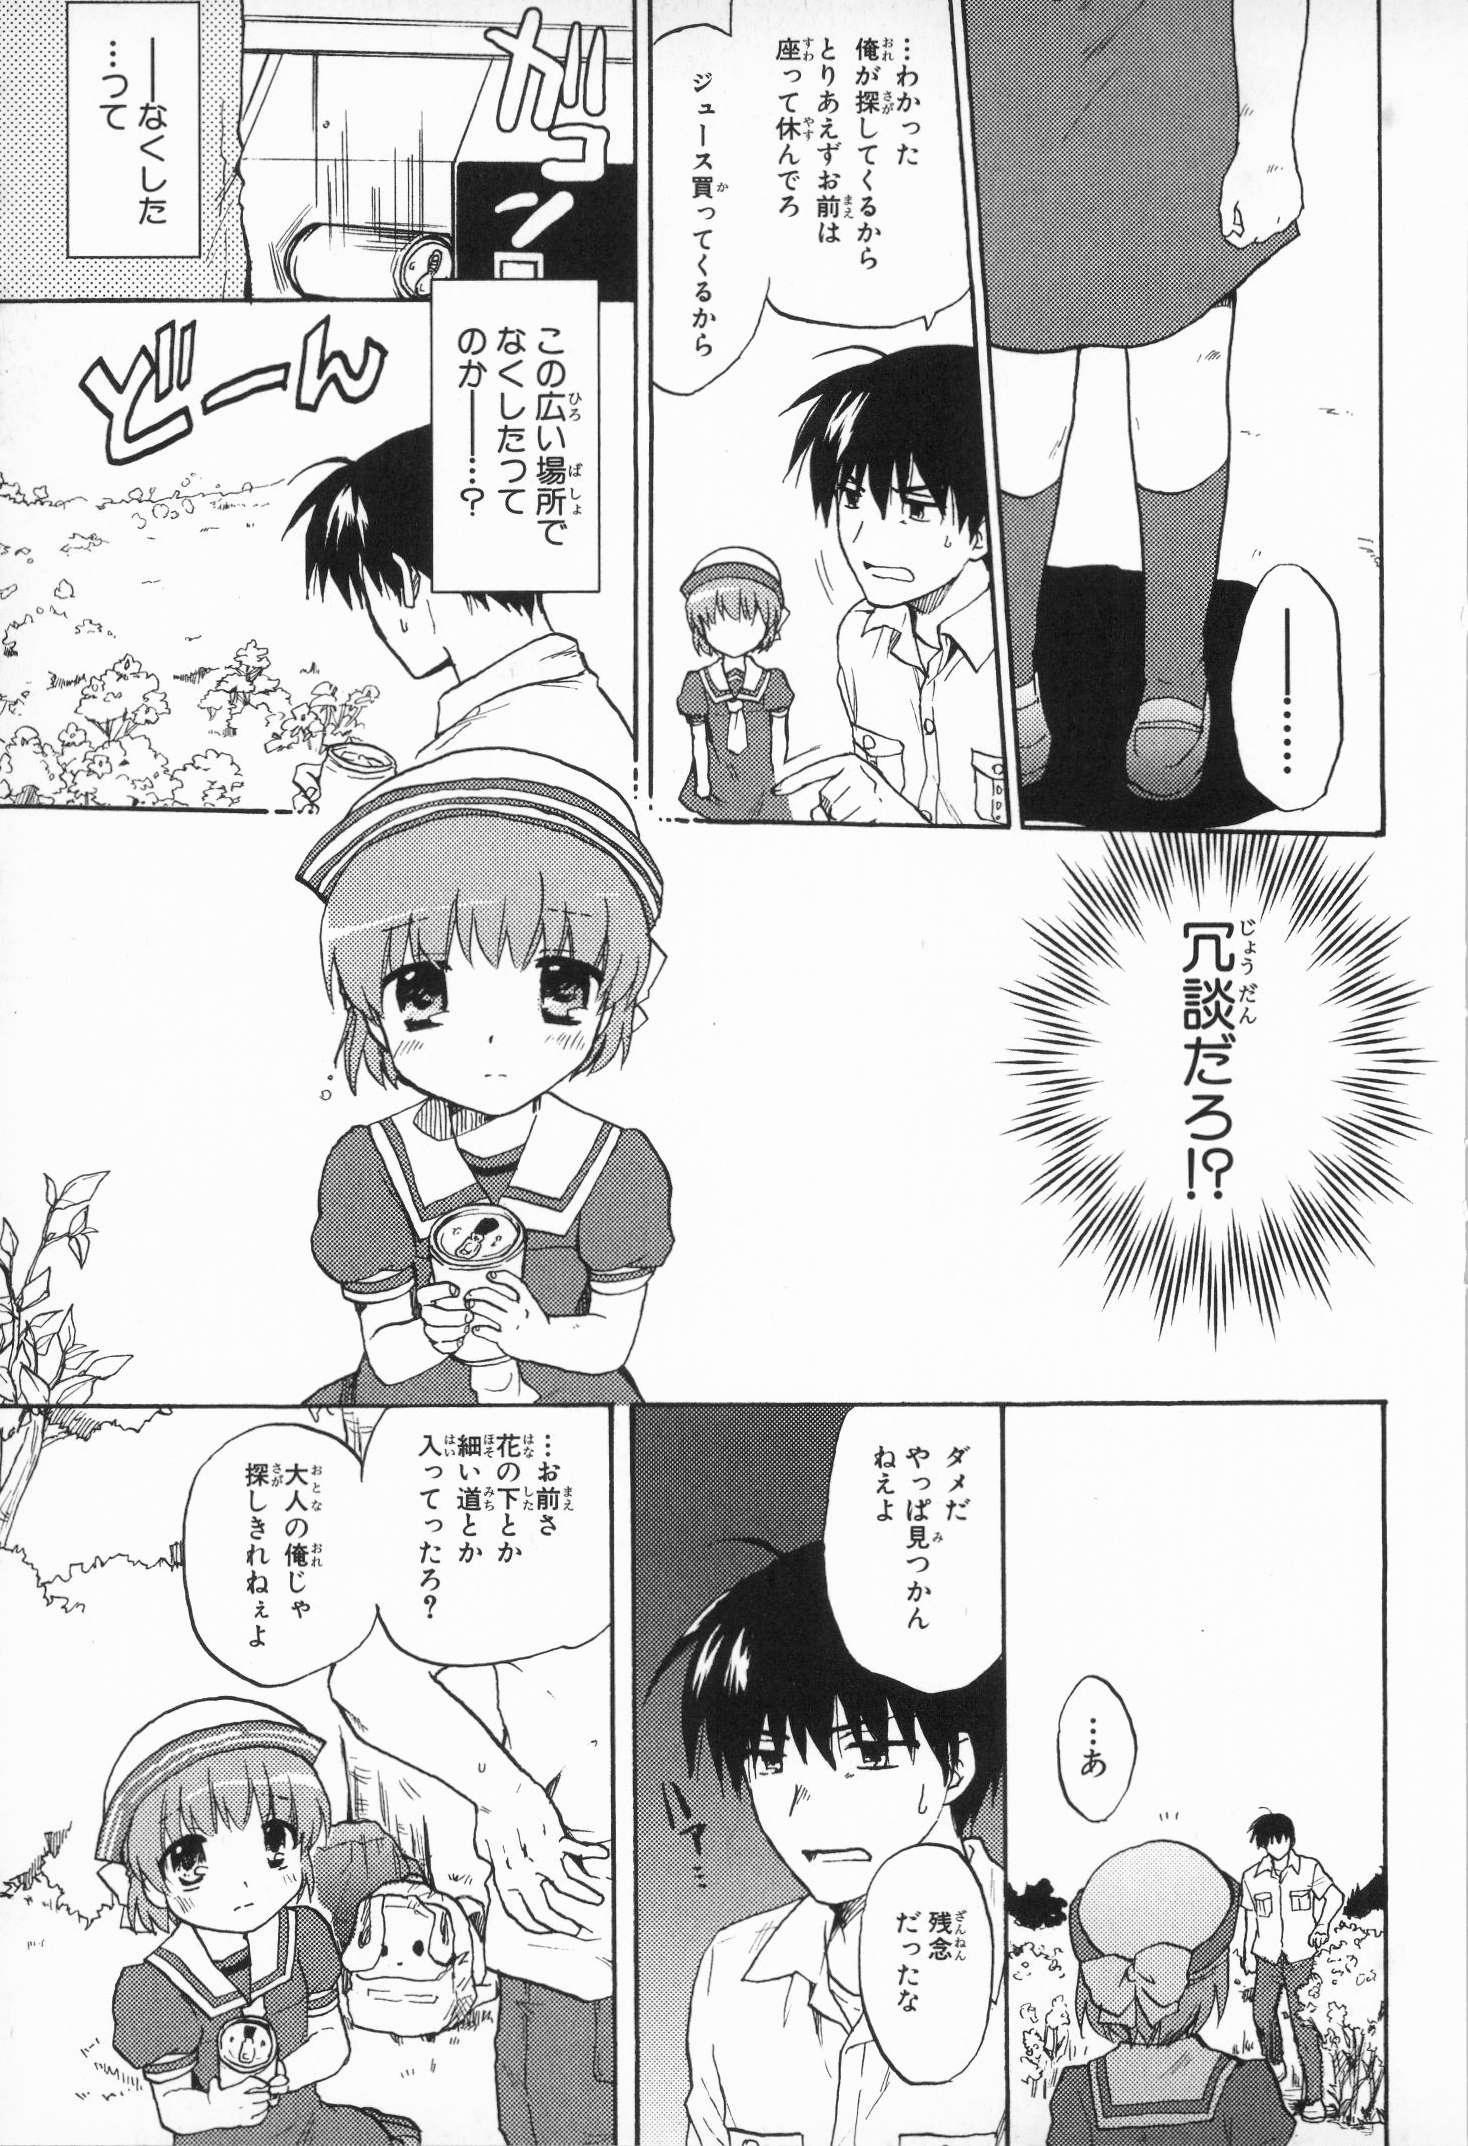 ―……
…わかった
俺が探してくるから
とりあえずお前は
座って休んでろ
ジュース買ってくるから
ガコン
――なくした
…って
この広い場所で
なくしたって
のか――…?
どーん
冗談だろ!?
…あ
ダメだ
やっぱ見つかん
ねえよ
ハァ…
残念
だったな
…お前さ
花の下とか
細い道とか
入ってったろ?
大人の俺じゃ
探しきれねぇよ